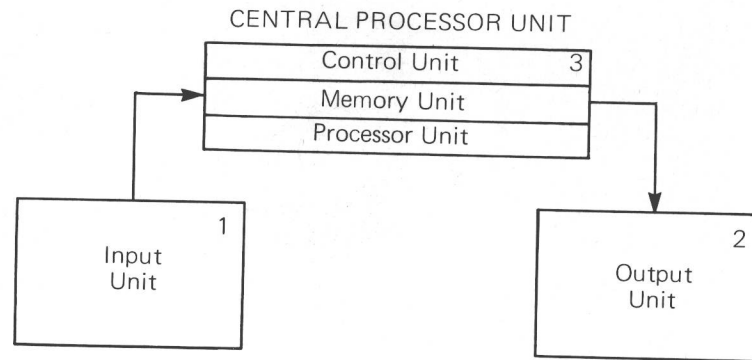 CENTRAL PROCESSOR UNIT
Control Unit 3
Memory Unit
Processor Unit
1
Input
Unit
2
Output
Unit